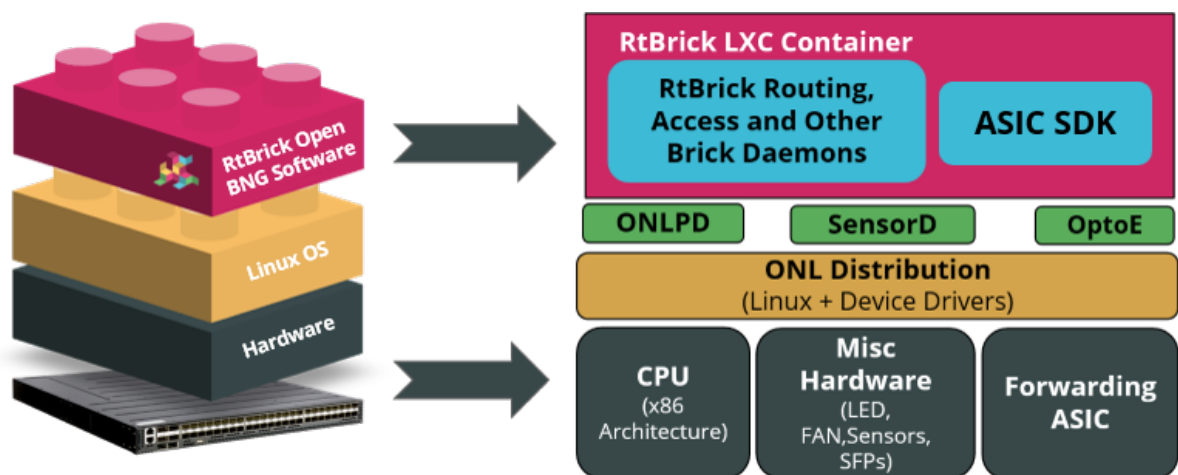 RtBrick Open
BNG Software
Linux OS
Hardware
RtBrick LXC Container
RtBrick Routing,
Access and Other
Brick Daemons
ASIC SDK
ONLPD
SensorD
OptoE
ONL Distribution
(Linux + Device Drivers)
CPU
(x86
Architecture)
Misc
Hardware
(LED,
FAN,Sensors,
SFPs)
Forwarding
ASIC